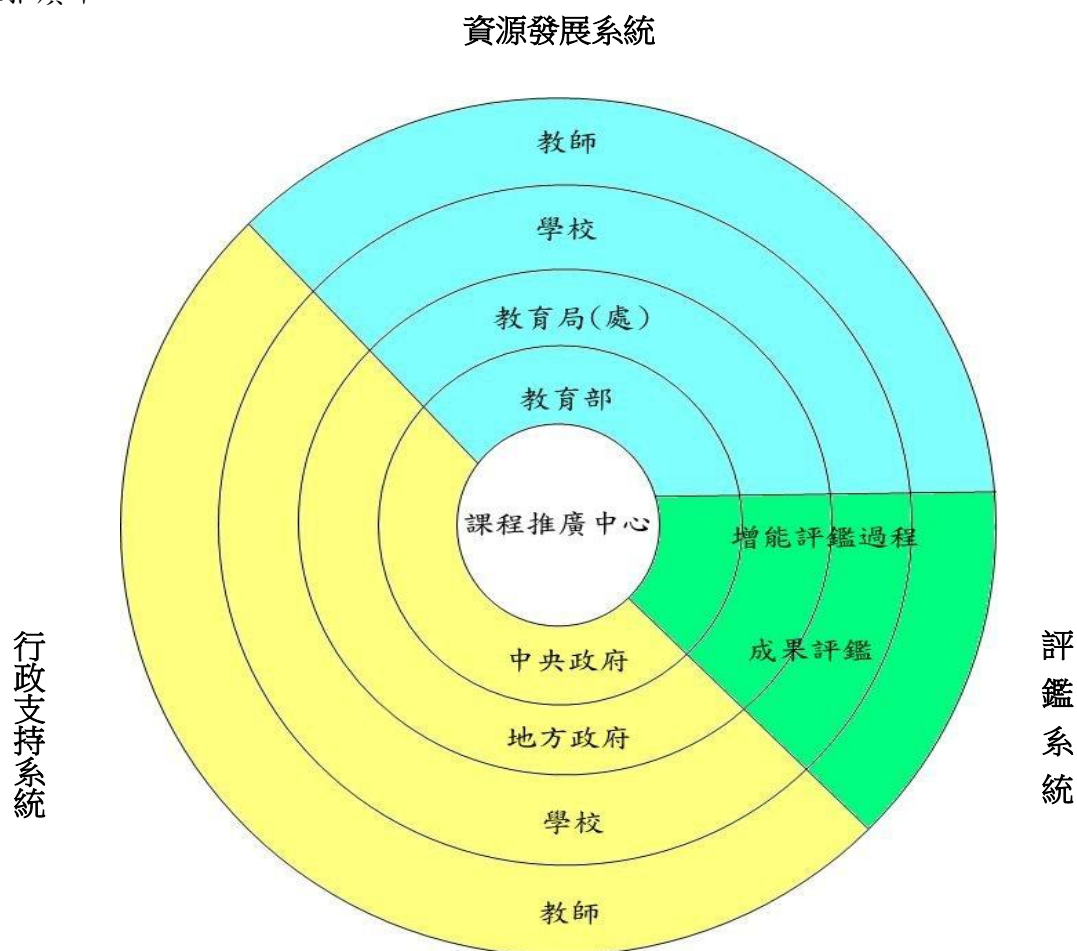 資源發展系統
教師
學校
教育局(處)
教育部
課程推廣中心
增能評鑑過程
成果評鑑
中央政府
地方政府
學校
教師
行政支持系統
評鑑系統